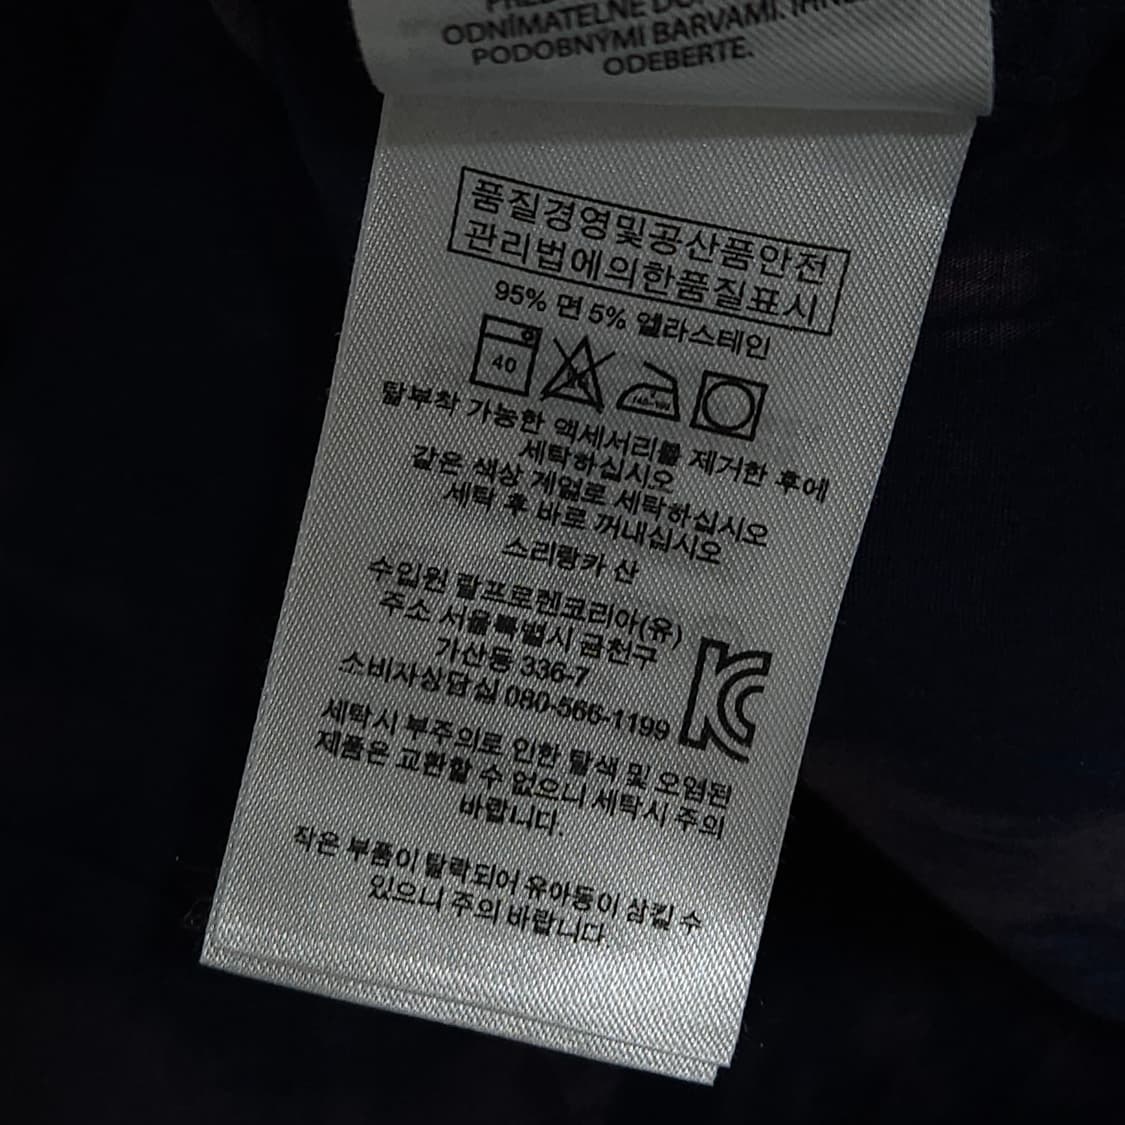 ODNÍMATELNÉ
PODOBNÝMI BARVAMI.
ODEBERTE.
품질경영및공산품안전
관리법에의한품질표시
95% 면 5% 엘라스테인
40
탈부착 가능한 액세서리를 제거한 후에
세탁하십시오
같은 색상 계열로 세탁하십시오
세탁 후 바로 꺼내십시오
스리랑카 산
수입원 랄프로렌코리아(유)
주소 서울특별시 금천구
가산동 336-7
소비자상담실 080-566-1199
세탁시 부주의로 인한 탈색 및 오염된
제품은 교환할 수 없으니 세탁시 주의
바랍니다.
작은 부품이 탈락되어 유아동이 삼킬 수
있으니 주의 바랍니다.